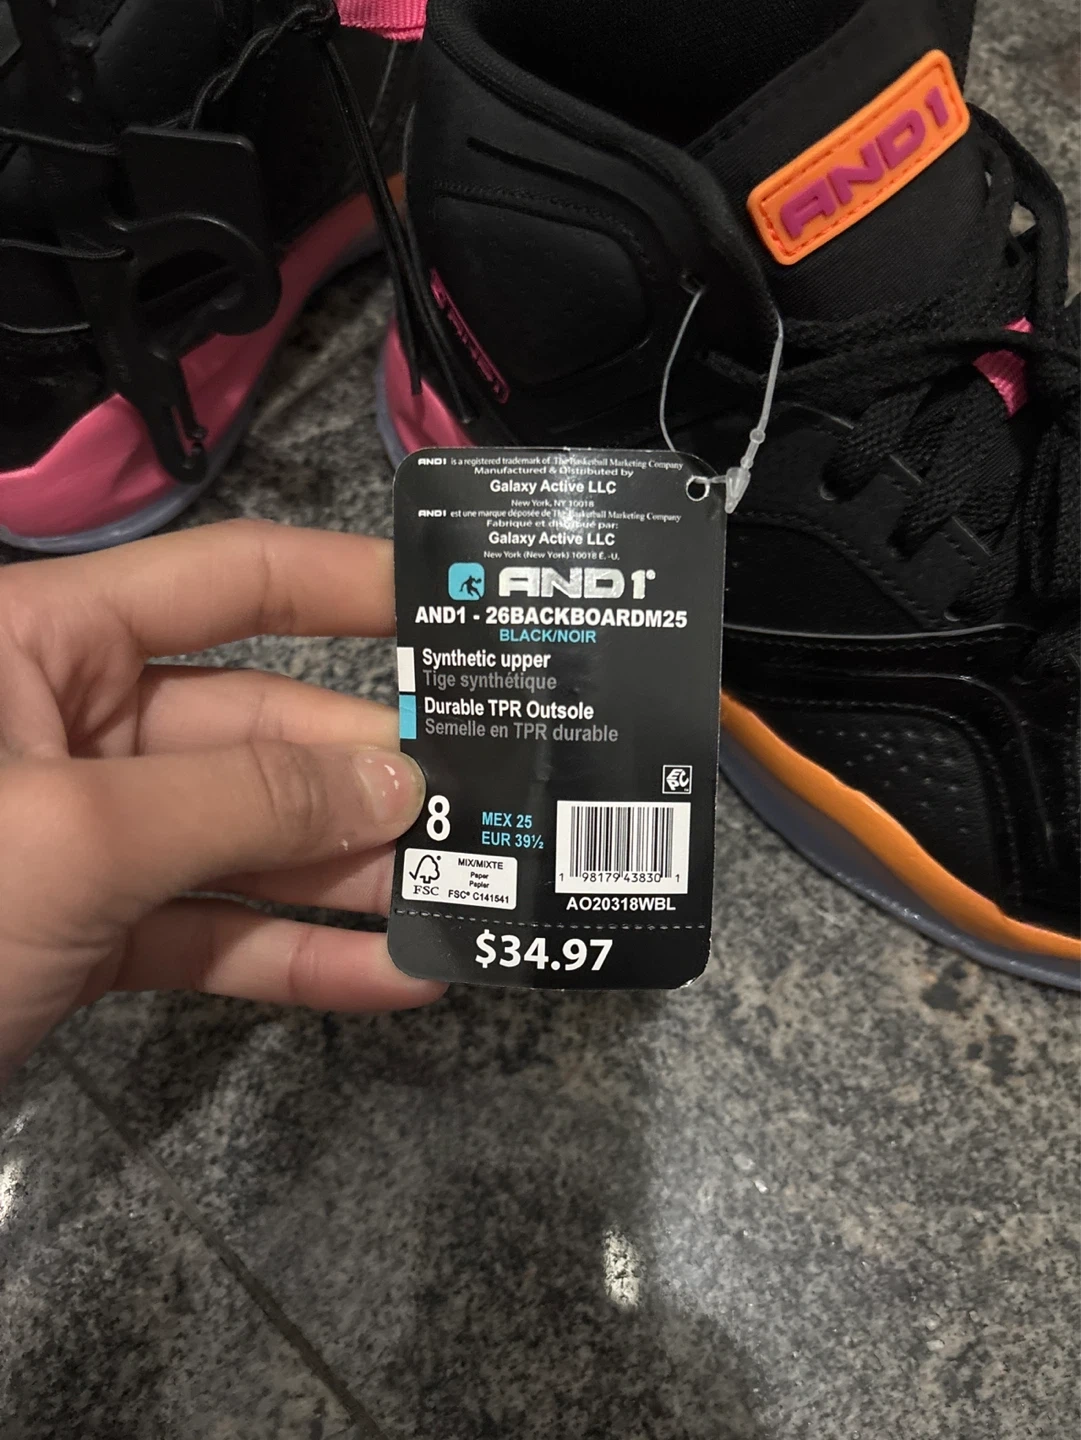 AND1
AND1 is a registered trademark of The Basketball Marketing Company
Manufactured & Distributed by
Galaxy Active LLC
New York, NY 10018
AND1 est une marque déposée de The Basketball Marketing Company
Fabriqué et distribué par:
Galaxy Active LLC
New York (New York) 10018 É.-U.
AND1®
AND1 - 26BACKBOARDM25
BLACK/NOIR
Synthetic upper
Tige synthétique
Durable TPR Outsole
Semelle en TPR durable
8
MEX 25
EUR 39½
FSC
MIX/MIXTE
Paper
Papier
FSC® C141541
1 98179 43830 1
AO20318WBL
$34.97